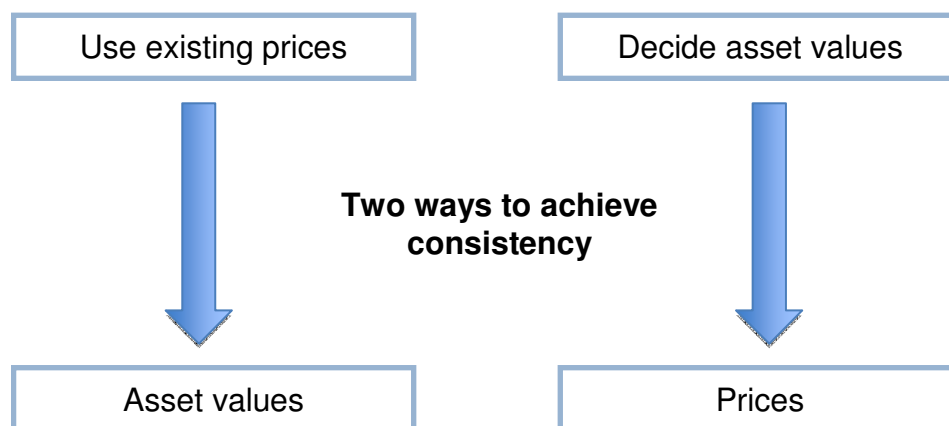 Use existing prices
Decide asset values
Two ways to achieve
consistency
Asset values
Prices